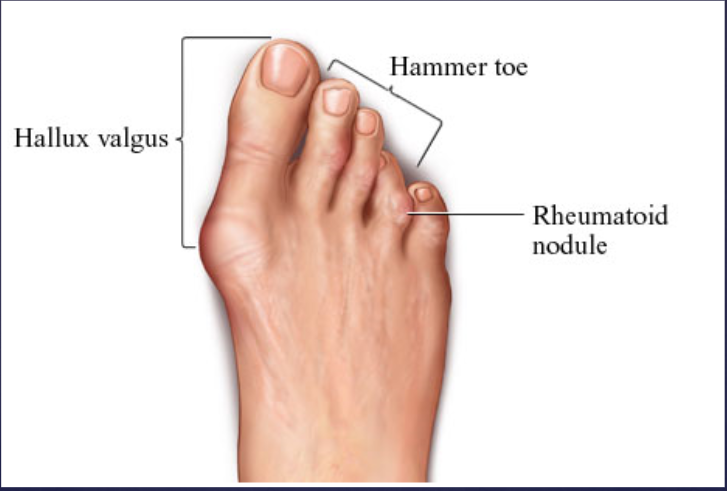 Hammer toe
Hallux valgus
Rheumatoid
nodule